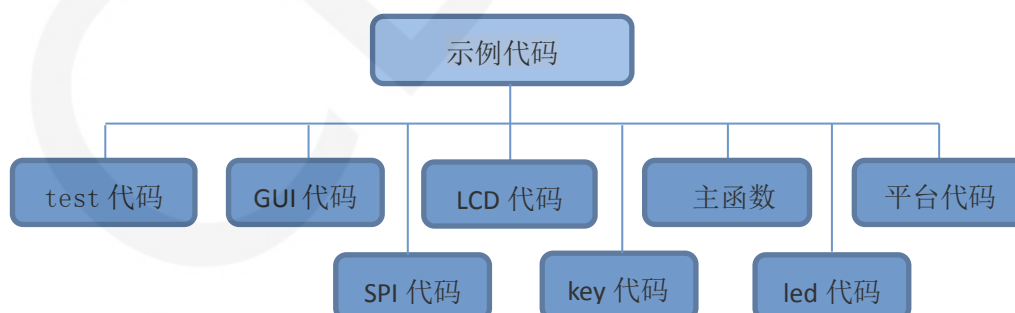 示例代码
test 代码
GUI 代码
LCD 代码
主函数
平台代码
SPI 代码
key 代码
led 代码